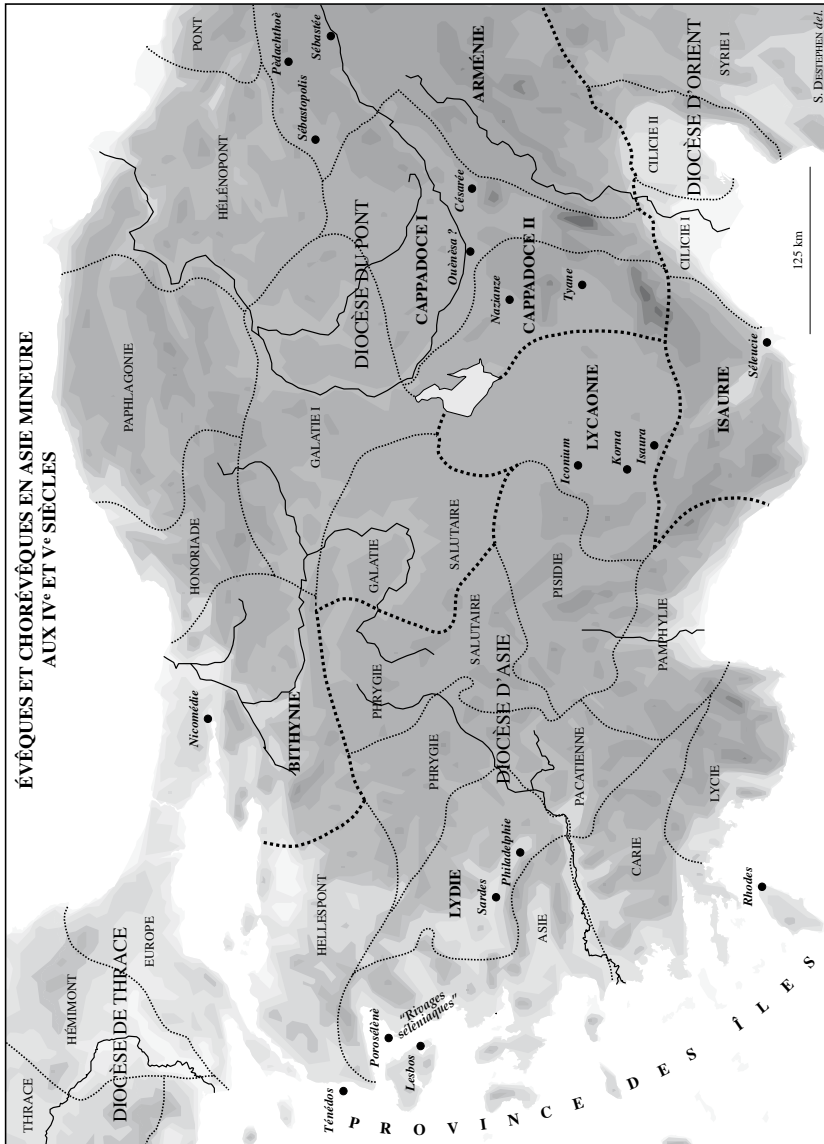 ÉVÊQUES ET CHORÉVÊQUES EN ASIE MINEURE
AUX IVe ET Ve SIÈCLES
THRACE
HÉMIMONT
DIOCÈSE DE THRACE
EUROPE
Nicomédie
BITHYNIE
HONORIADE
PAPHLAGONIE
HÉLÉNOPONT
PONT
Pèdachthoè
Sébastée
Sébastopolis
ARMÉNIE
DIOCÈSE DU PONT
GALATIE I
CAPPADOCE I
Césarée
Ouènèsa ?
Nazianze
CAPPADOCE II
Tyane
GALATIE
SALUTAIRE
PHRYGIE
SALUTAIRE
HELLESPONT
PHRYGIE
PACATIENNE
DIOCÈSE D'ASIE
LYDIE
Sardes
Philadelphie
ASIE
Ténédos
Porosélènè
Lesbos
"Rivages
séléniaques"
PISIDIE
LYCAONIE
Iconium
Korna
Isaura
ISAURIE
Séleucie
CILICIE I
CILICIE II
DIOCÈSE D'ORIENT
SYRIE I
PAMPHYLIE
LYCIE
CARIE
Rhodes
PROVINCE DES ÎLES
125 km
S. DESTEPHEN del.